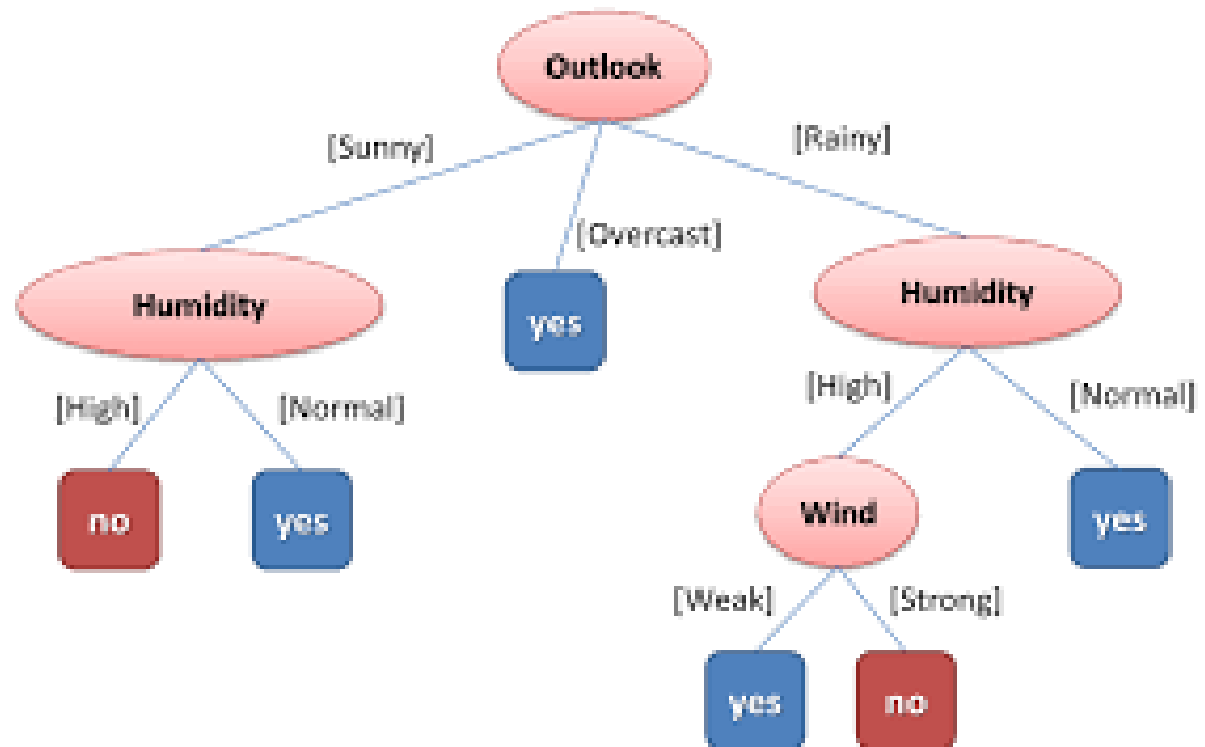 Outlook
[Sunny]
[Rainy]
[Overcast]
Humidity
yes
Humidity
[High]
[Normal]
[High]
[Normal]
no
yes
Wind
yes
[Weak]
[Strong]
yes
no